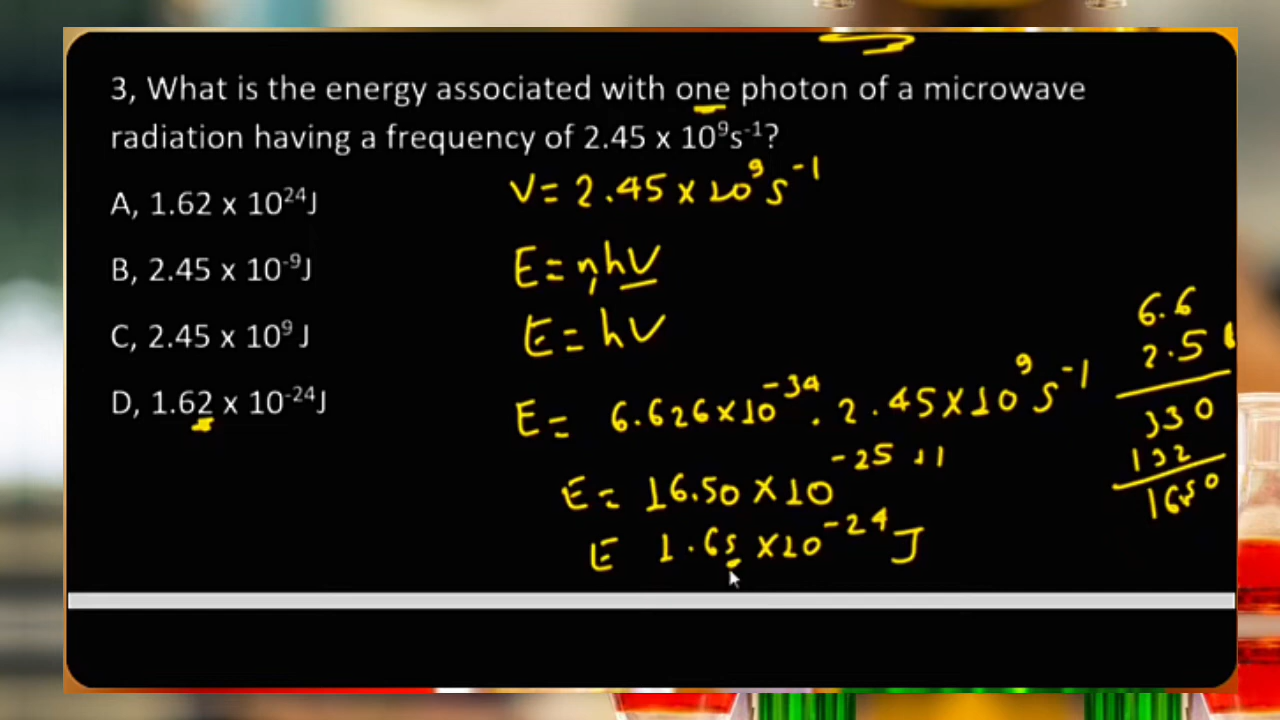 3, What is the energy associated with one photon of a microwave
radiation having a frequency of 2.45 x 10⁹s⁻¹?
A, 1.62 x 10²⁴J
B, 2.45 x 10⁻⁹J
C, 2.45 x 10⁹ J
D, 1.62 x 10⁻²⁴J
V = 2.45 × 10⁹ s⁻¹
E = nhV
E = hV
E = 6.626 × 10⁻³⁴ . 2.45 × 10⁹ s⁻¹
E = 16.50 × 10⁻²⁵⁺¹
E 1.65 × 10⁻²⁴ J
6.6
2.5
330
132
1650